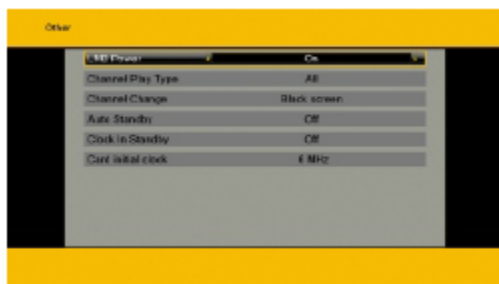 Other
LNB Power On
Channel Play Type All
Channel Change Black screen
Auto Standby Off
Clock In Standby Off
Card initial clock 6 MHz